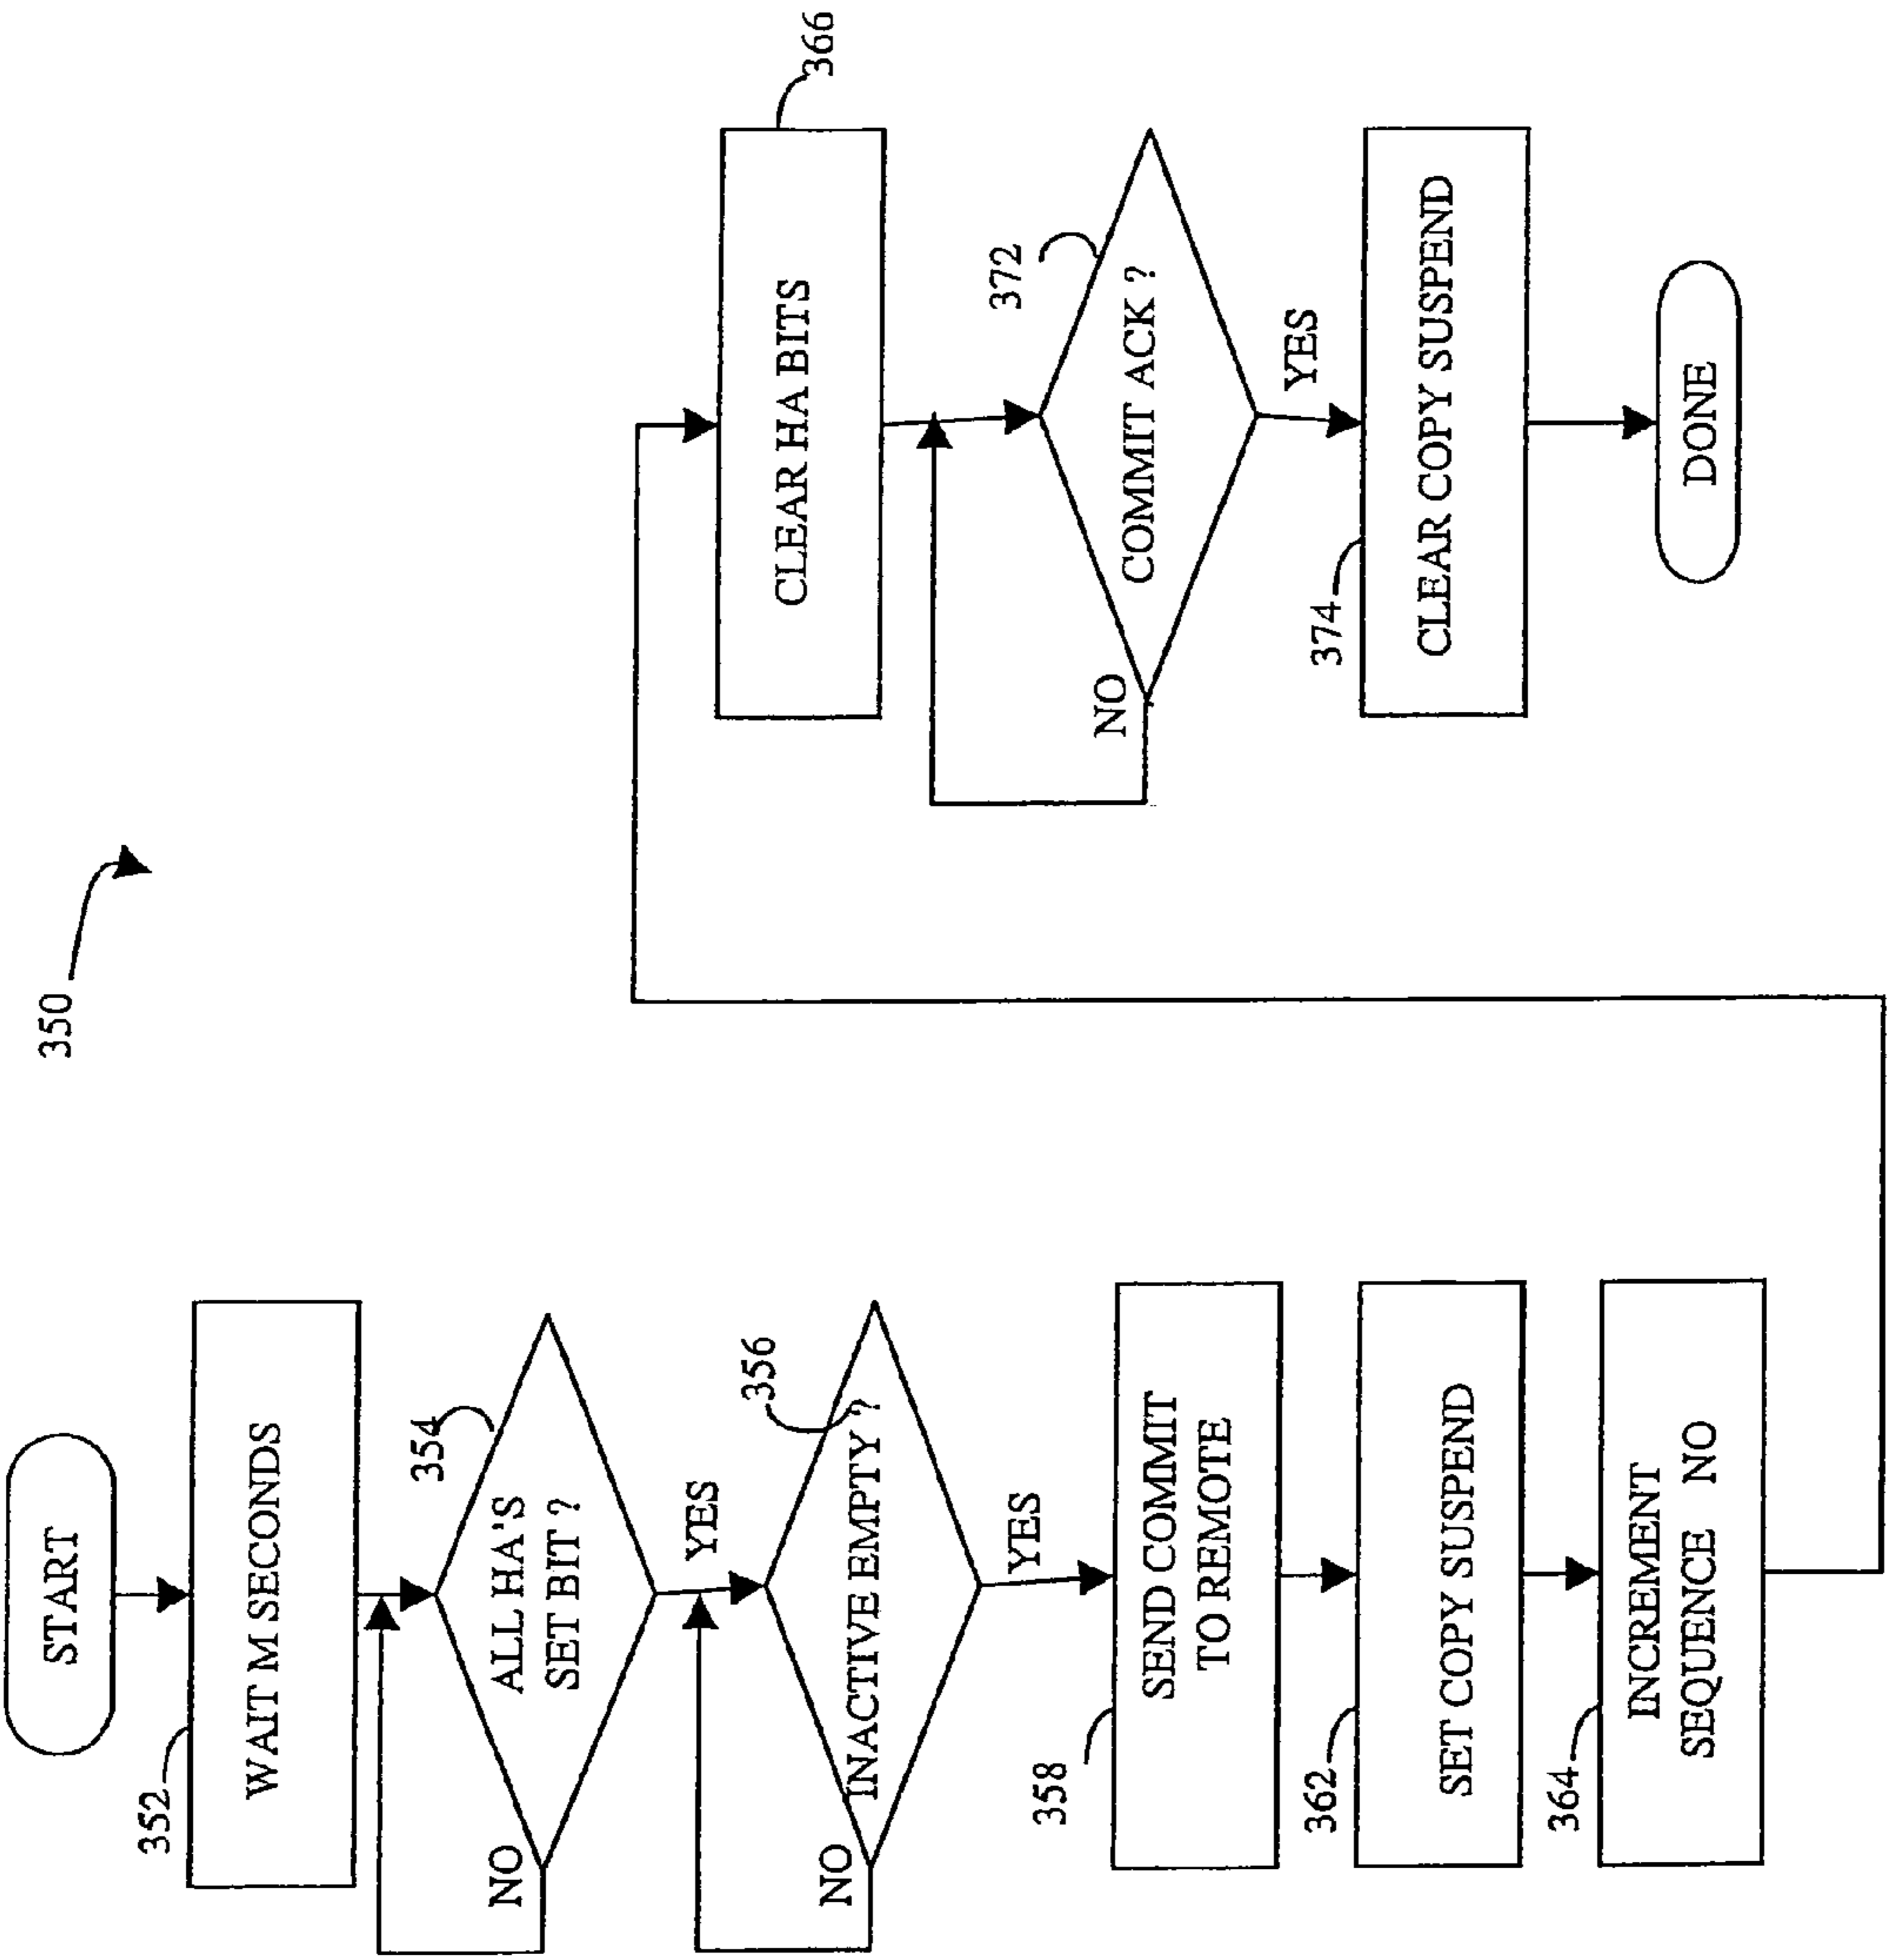 350
START
352
WAIT M SECONDS
354
ALL HA'S
SET BIT ?
NO
YES
356
INACTIVE EMPTY ?
NO
YES
358
SEND COMMIT
TO REMOTE
362
SET COPY SUSPEND
364
INCREMENT
SEQUENCE NO
366
CLEAR HA BITS
372
COMMIT ACK ?
NO
YES
374
CLEAR COPY SUSPEND
DONE